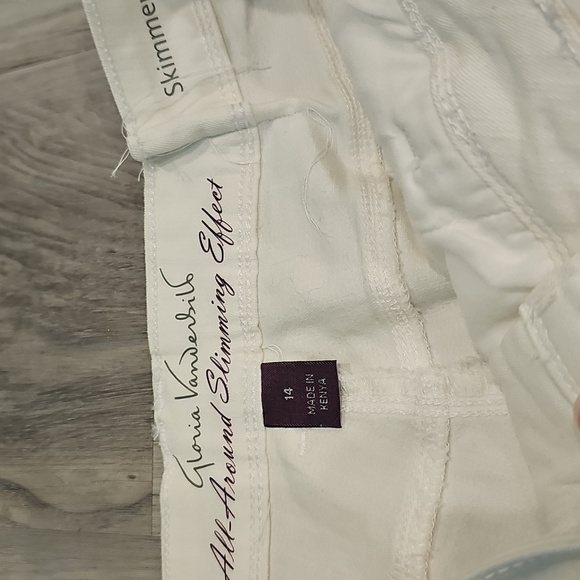 Skimmer
Gloria Vanderbilt
All-Around Slimming Effect
14
MADE IN
KENYA